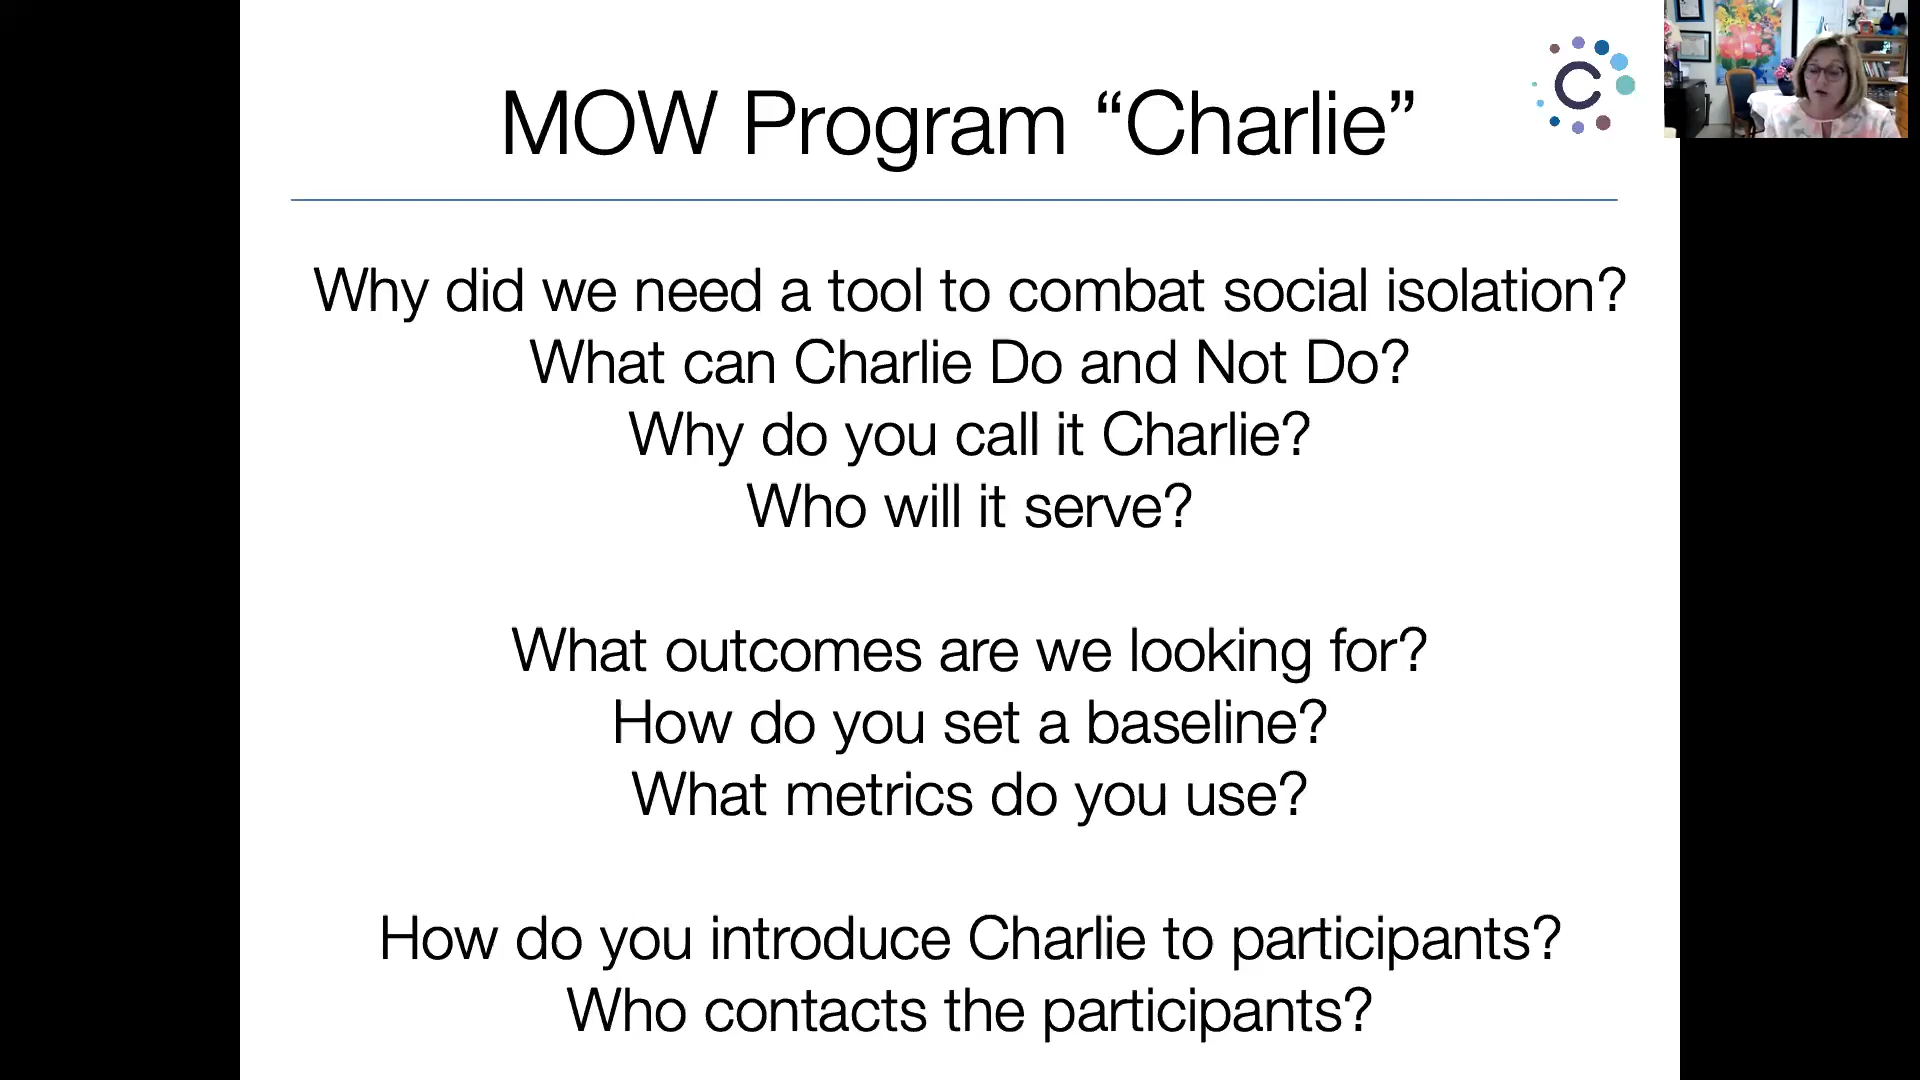 MOW Program “Charlie”
C
Why did we need a tool to combat social isolation?
What can Charlie Do and Not Do?
Why do you call it Charlie?
Who will it serve?
What outcomes are we looking for?
How do you set a baseline?
What metrics do you use?
How do you introduce Charlie to participants?
Who contacts the participants?